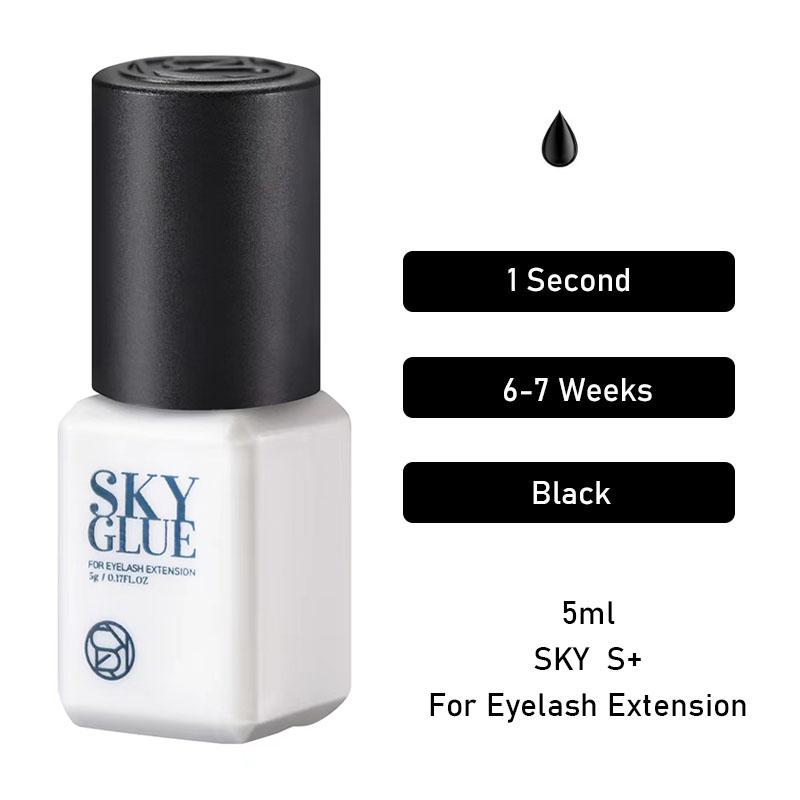 SKY
GLUE
FOR EYELASH EXTENSION
5g / 0.17FL.OZ
1 Second
6-7 Weeks
Black
5ml
SKY S+
For Eyelash Extension